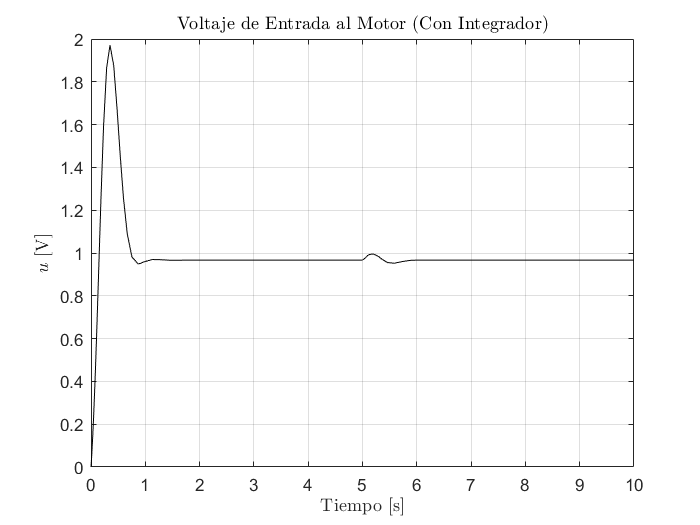 Voltaje de Entrada al Motor (Con Integrador)
2
1.8
1.6
1.4
1.2
1
0.8
0.6
0.4
0.2
0
u [V]
0 1 2 3 4 5 6 7 8 9 10
Tiempo [s]